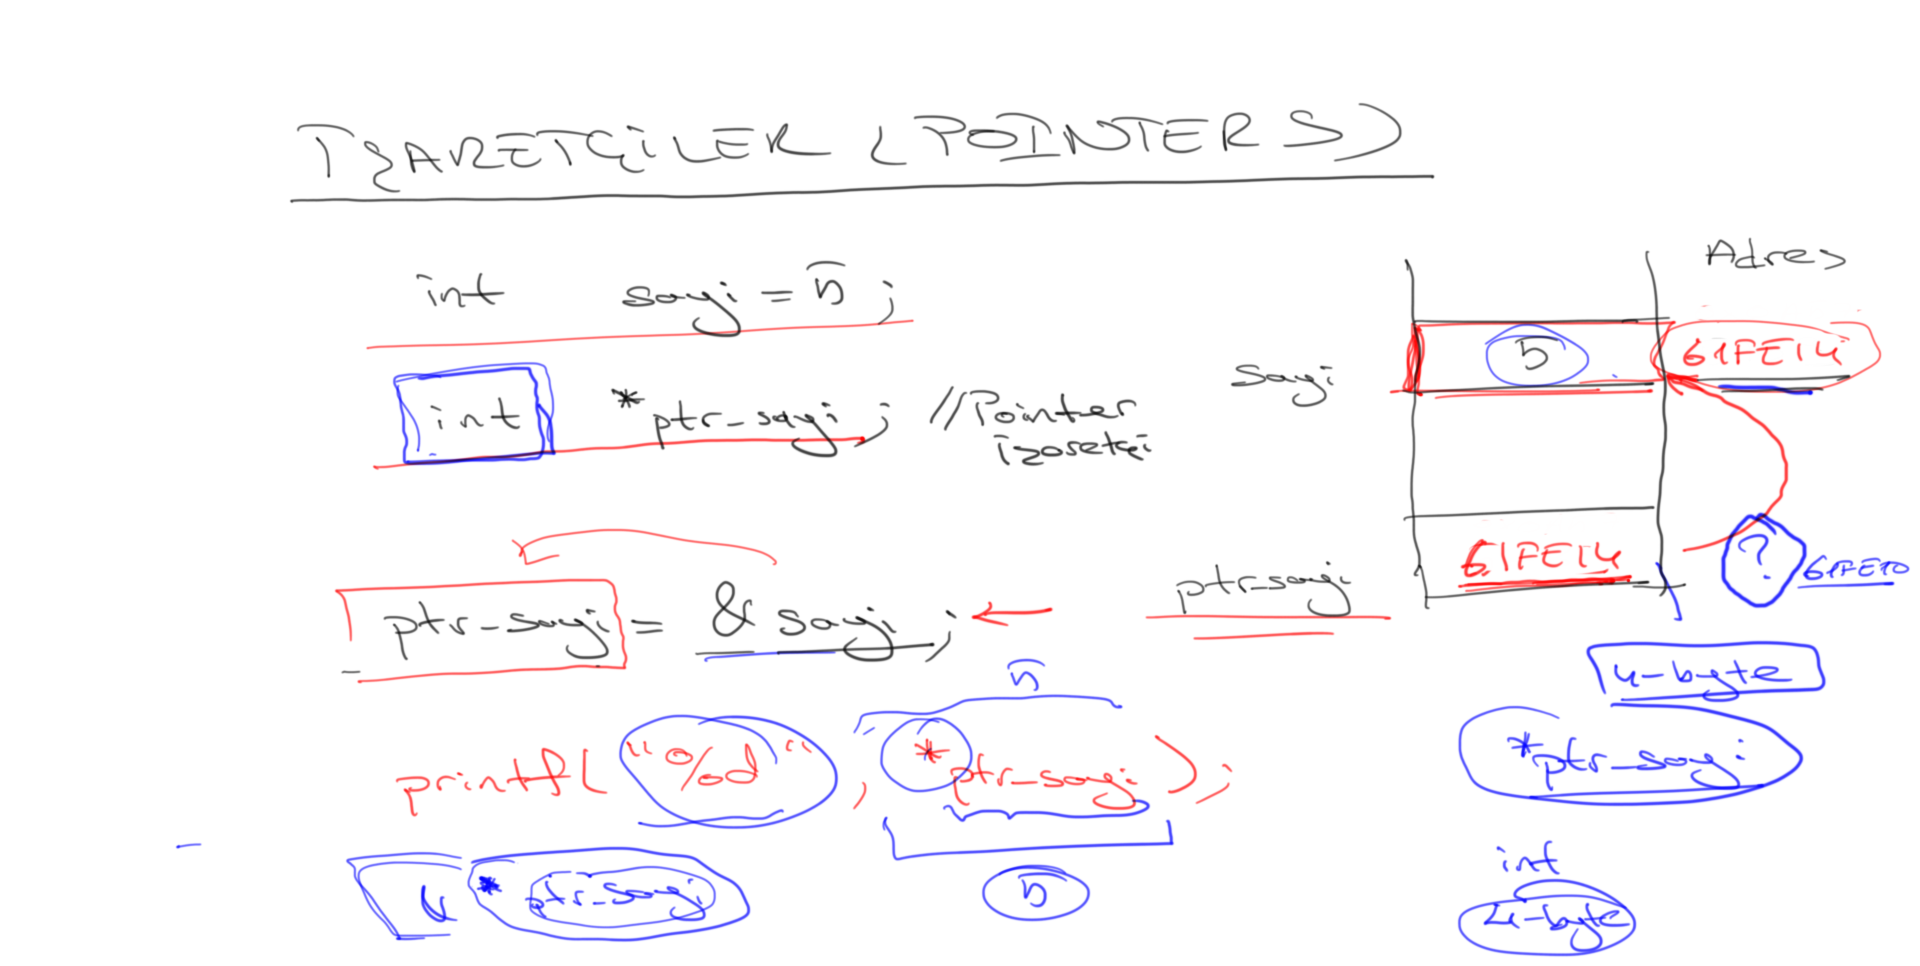 İŞARETÇİLER (POINTERS)
int sayi = 5;
Adres
sayi 5 61FE14
int *ptr_sayi; //Pointer
işaretçi
ptr_sayi 61FE14 ? 61FE10
ptr_sayi = &sayi;
4-byte
5
printf("%d", *ptr_sayi);
*ptr_sayi
* ptr_sayi
5
int
4-byte